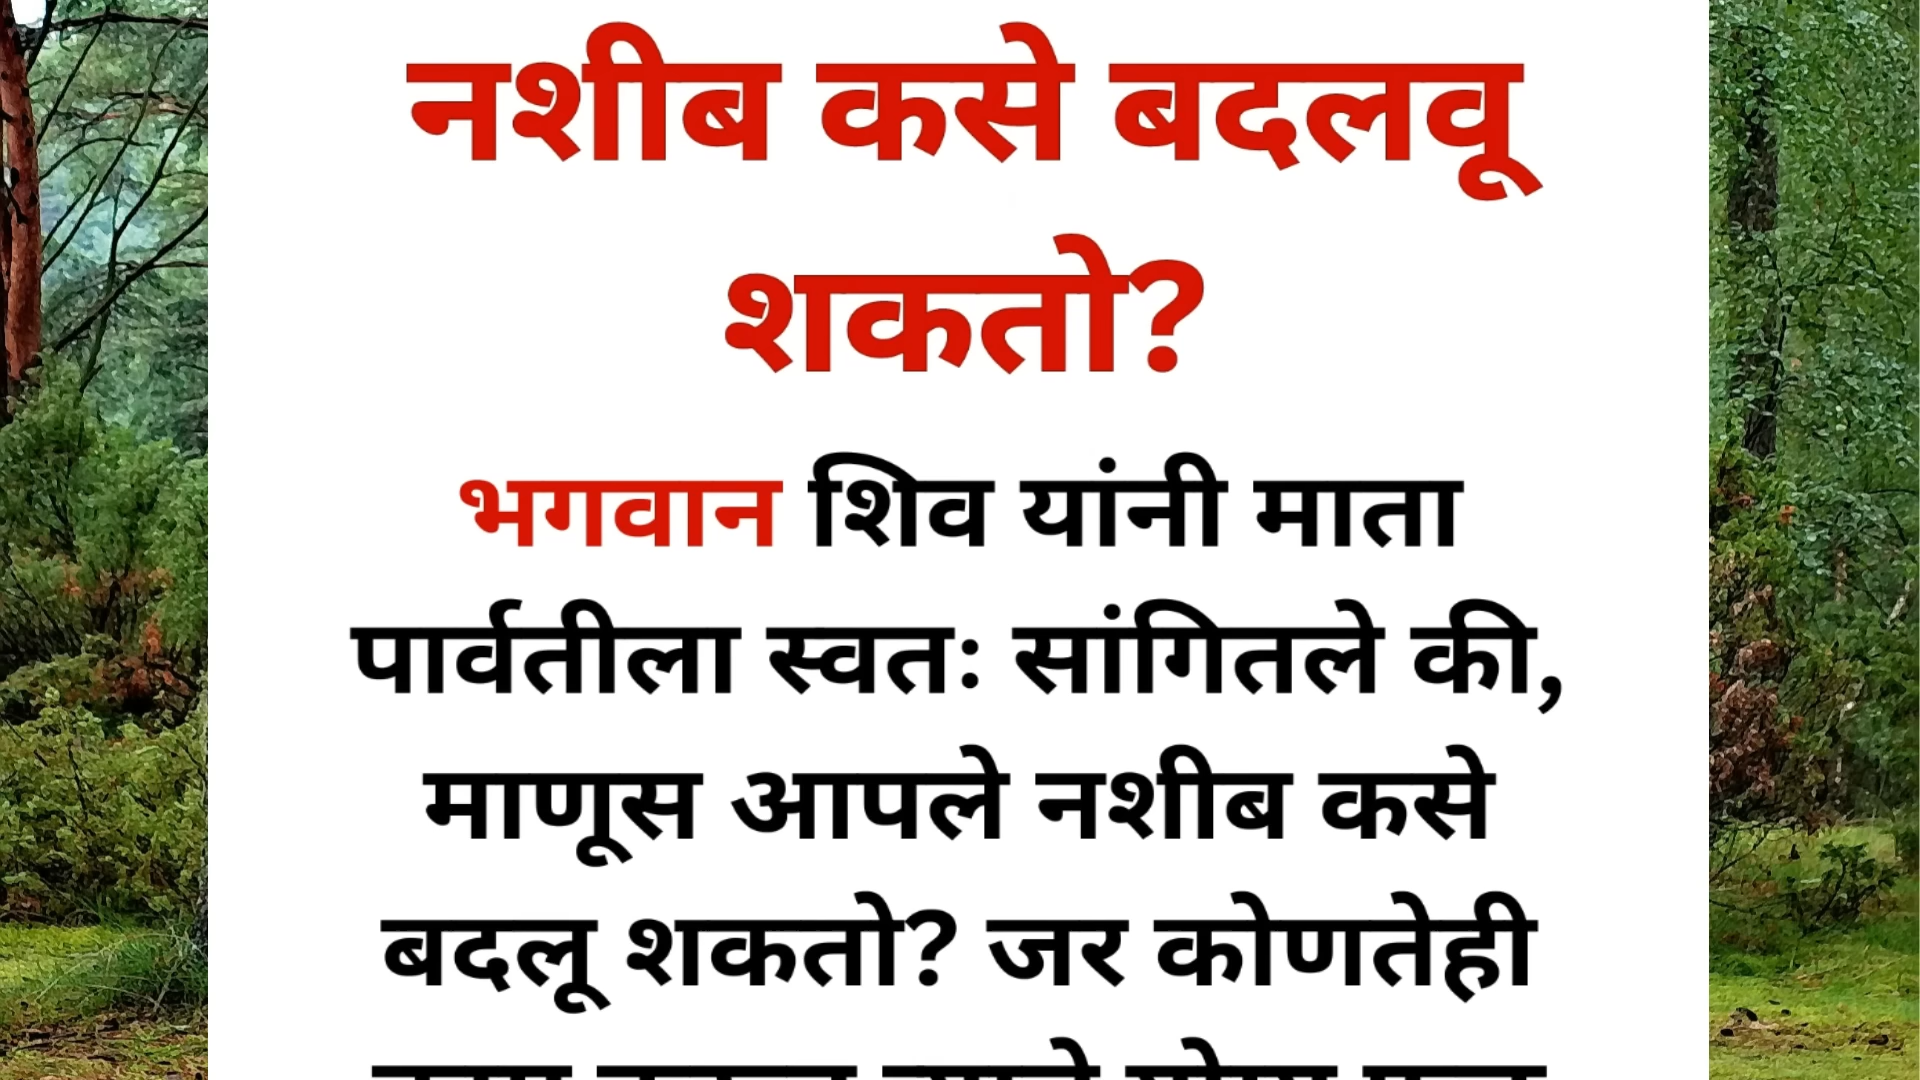 नशीब कसे बदलवू
शकतो?
भगवान शिव यांनी माता
पार्वतीला स्वतः सांगितले की,
माणूस आपले नशीब कसे
बदलू शकतो? जर कोणतेही